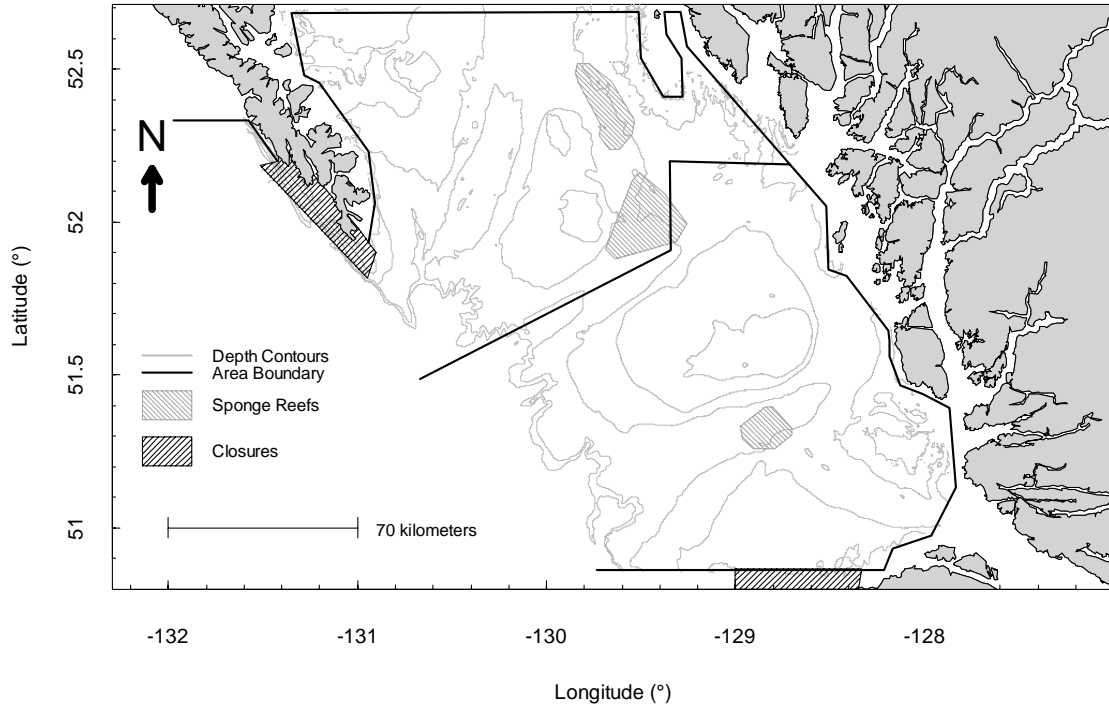 52.5
52
51.5
51
Latitude (°)
N
Depth Contours
Area Boundary
Sponge Reefs
Closures
70 kilometers
-132
-131
-130
-129
-128
Longitude (°)